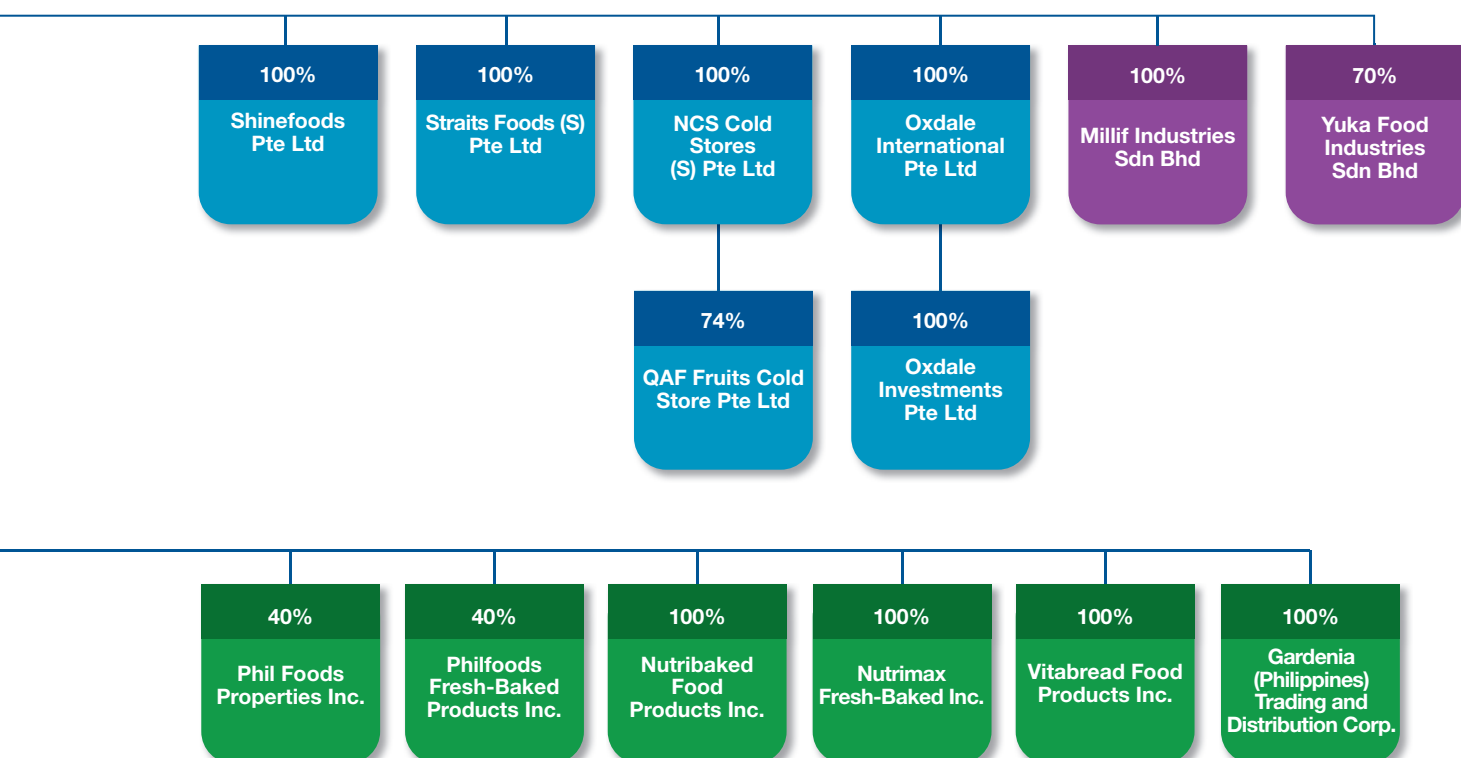 100%
Shinefoods
Pte Ltd
100%
Straits Foods (S)
Pte Ltd
100%
NCS Cold
Stores
(S) Pte Ltd
100%
Oxdale
International
Pte Ltd
100%
Millif Industries
Sdn Bhd
70%
Yuka Food
Industries
Sdn Bhd
74%
QAF Fruits Cold
Store Pte Ltd
100%
Oxdale
Investments
Pte Ltd
40%
Phil Foods
Properties Inc.
40%
Philfoods
Fresh-Baked
Products Inc.
100%
Nutribaked
Food
Products Inc.
100%
Nutrimax
Fresh-Baked Inc.
100%
Vitabread Food
Products Inc.
100%
Gardenia
(Philippines)
Trading and
Distribution Corp.